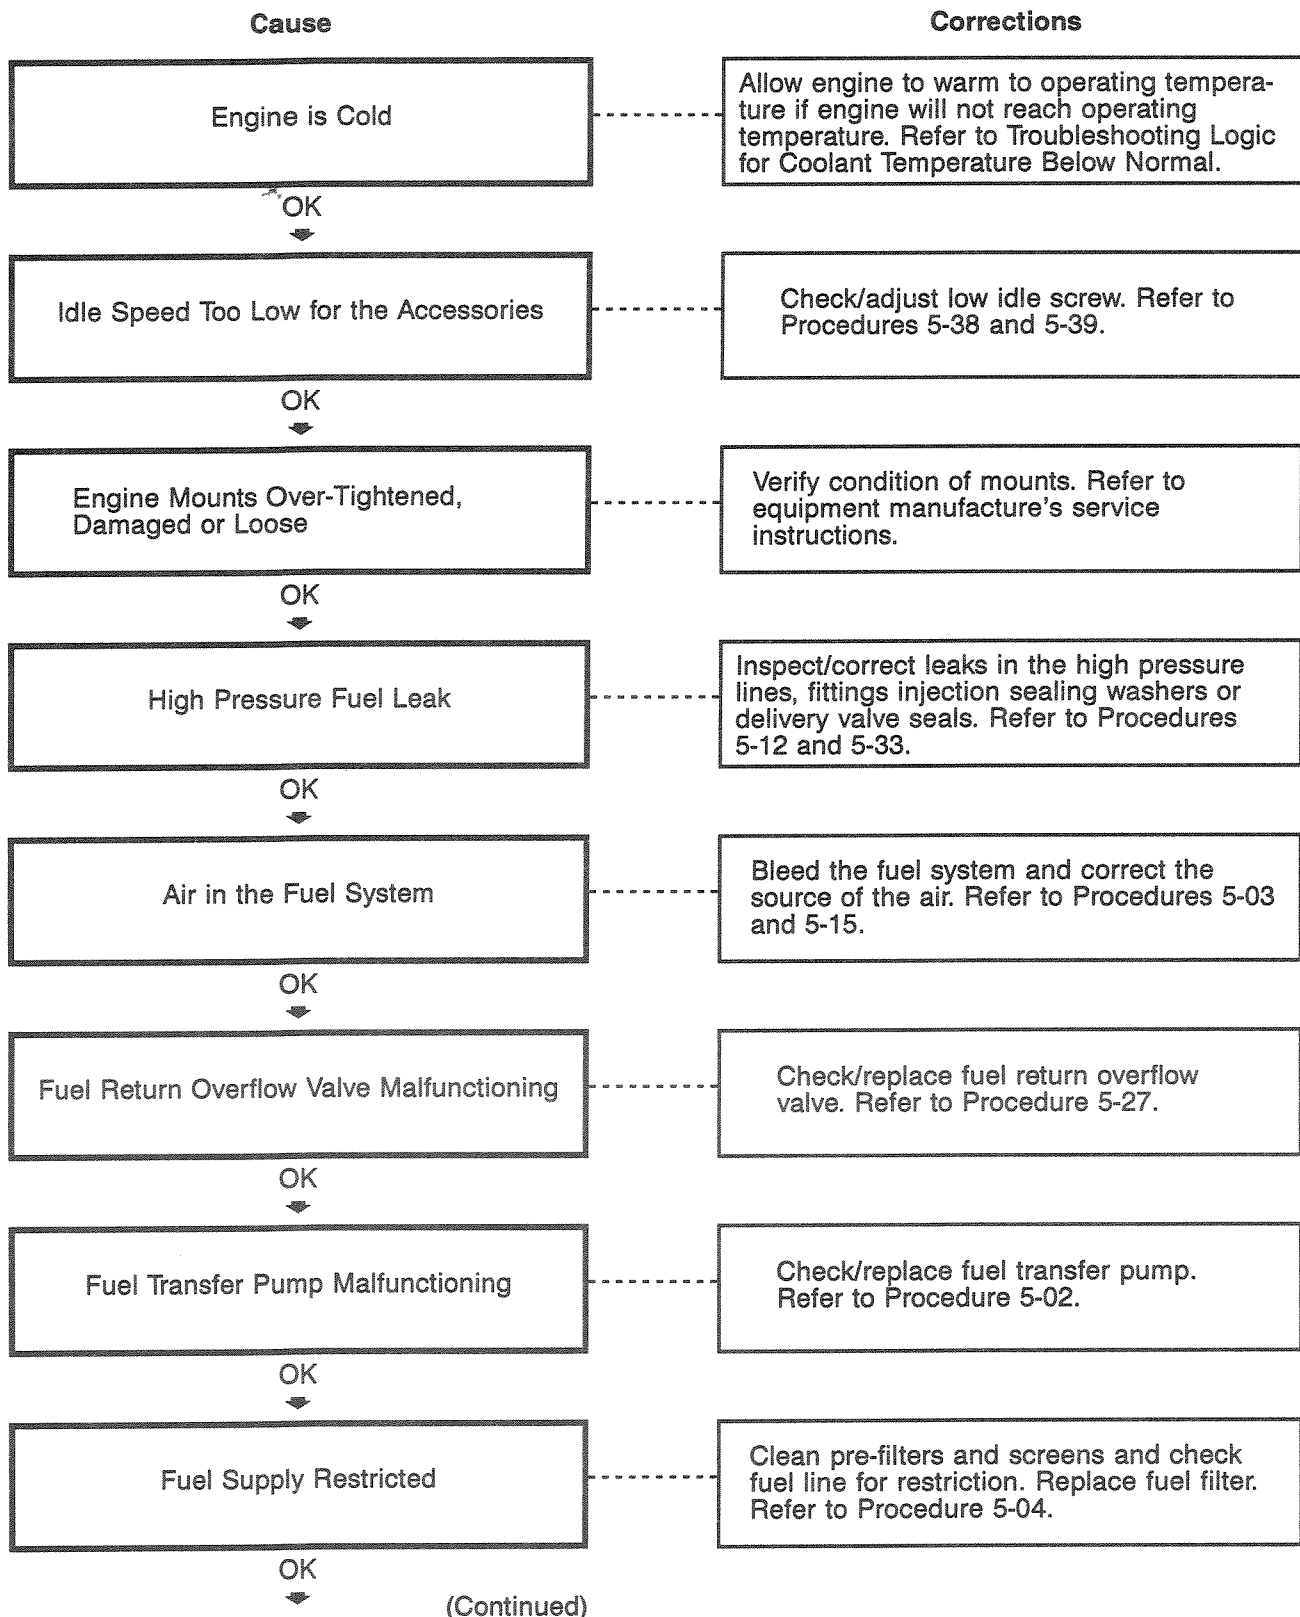 Cause
Corrections
Engine is Cold
Allow engine to warm to operating tempera-
ture if engine will not reach operating
temperature. Refer to Troubleshooting Logic
for Coolant Temperature Below Normal.
OK
Idle Speed Too Low for the Accessories
Check/adjust low idle screw. Refer to
Procedures 5-38 and 5-39.
OK
Engine Mounts Over-Tightened,
Damaged or Loose
Verify condition of mounts. Refer to
equipment manufacture's service
instructions.
OK
High Pressure Fuel Leak
Inspect/correct leaks in the high pressure
lines, fittings injection sealing washers or
delivery valve seals. Refer to Procedures
5-12 and 5-33.
OK
Air in the Fuel System
Bleed the fuel system and correct the
source of the air. Refer to Procedures 5-03
and 5-15.
OK
Fuel Return Overflow Valve Malfunctioning
Check/replace fuel return overflow
valve. Refer to Procedure 5-27.
OK
Fuel Transfer Pump Malfunctioning
Check/replace fuel transfer pump.
Refer to Procedure 5-02.
OK
Fuel Supply Restricted
Clean pre-filters and screens and check
fuel line for restriction. Replace fuel filter.
Refer to Procedure 5-04.
OK
(Continued)